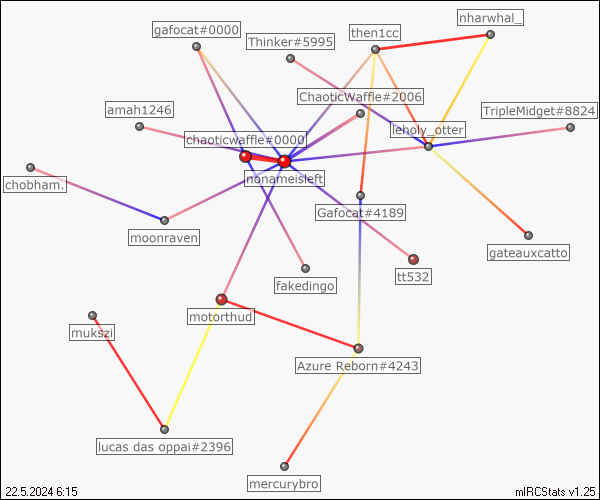 nharwhal_
gafocat#0000
then1cc
Thinker#5995
ChaoticWaffle#2006
amah1246
TripleMidget#8824
leholy_otter
chaoticwaffle#0000
nonameisleft
chobham.
Gafocat#4189
moonraven
gateauxcatto
tt532
fakedingo
motorthud
mukszi
Azure Reborn#4243
lucas das oppai#2396
mercurybro
22.5.2024 6:15
mIRCStats v1.25